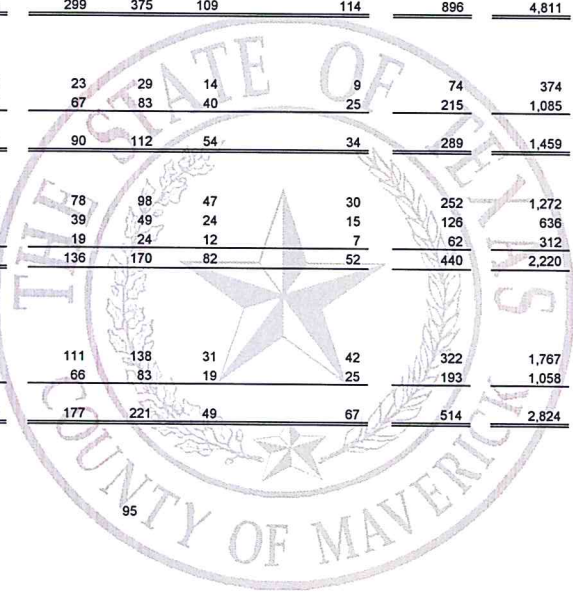 299 375 109 114 896 4,811
23 29 14 9 74 374
67 83 40 25 215 1,085
90 112 54 34 289 1,459
78 98 47 30 252 1,272
39 49 24 15 126 636
19 24 12 7 62 312
136 170 82 52 440 2,220
111 138 31 42 322 1,767
66 83 19 25 193 1,058
177 221 49 67 514 2,824
95
THE STATE OF TEXAS
COUNTY OF MAVERICK